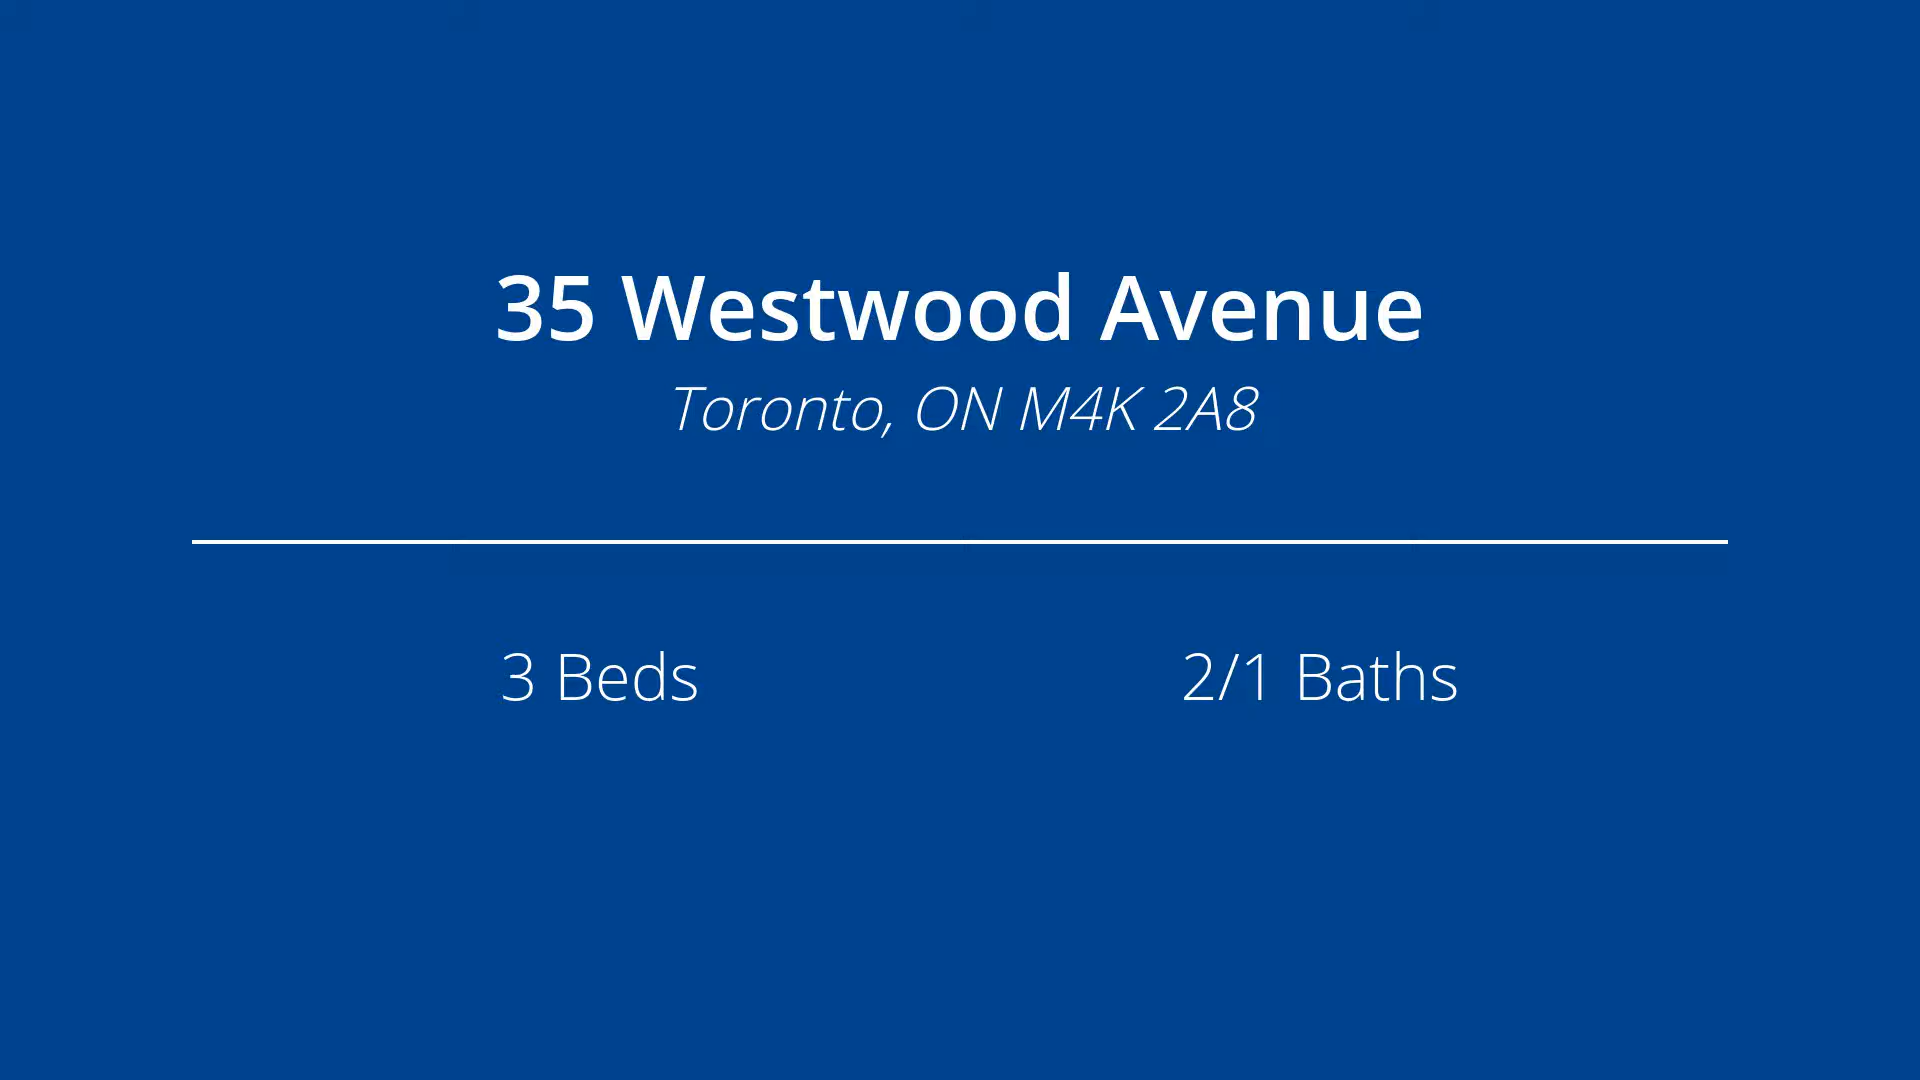 35 Westwood Avenue
Toronto, ON M4K 2A8
3 Beds
2/1 Baths